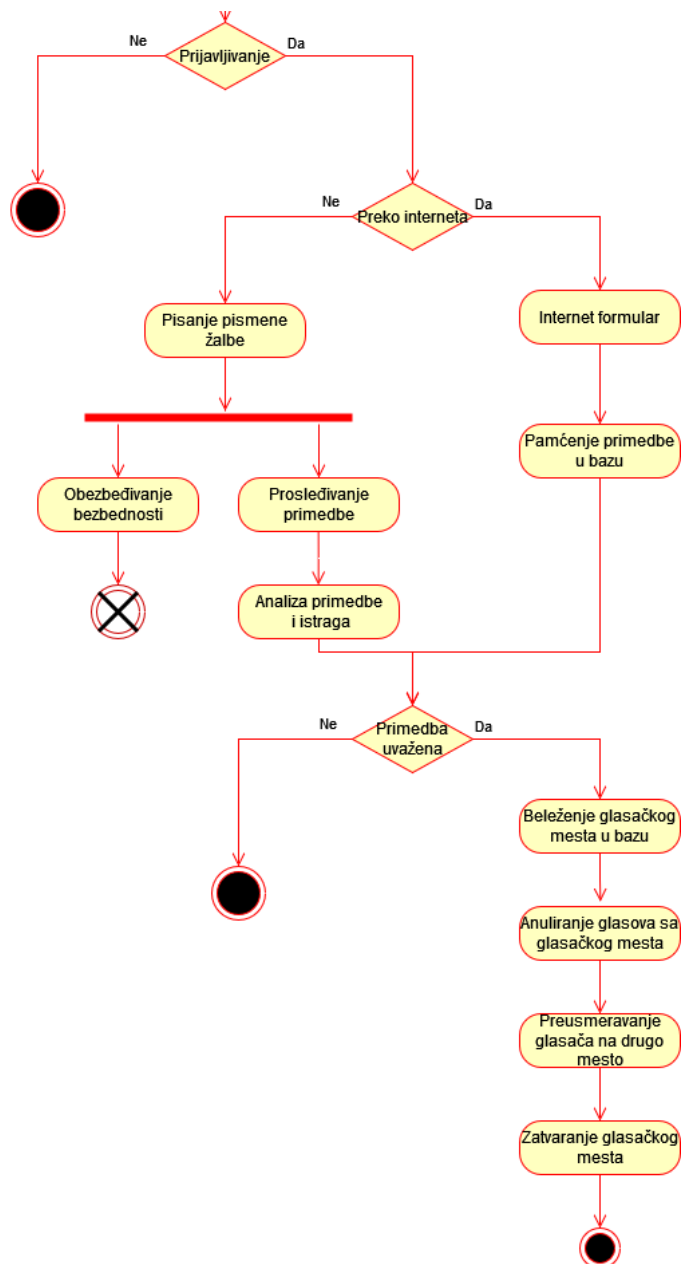 Ne
Da
Prijavljivanje
Ne
Da
Preko interneta
Pisanje pismene
žalbe
Internet formular
Pamćenje primedbe
u bazu
Obezbeđivanje
bezbednosti
Prosleđivanje
primedbe
Analiza primedbe
i istraga
Ne
Da
Primedba
uvažena
Beleženje glasačkog
mesta u bazu
Anuliranje glasova sa
glasačkog mesta
Preusmeravanje
glasača na drugo
mesto
Zatvaranje glasačkog
mesta